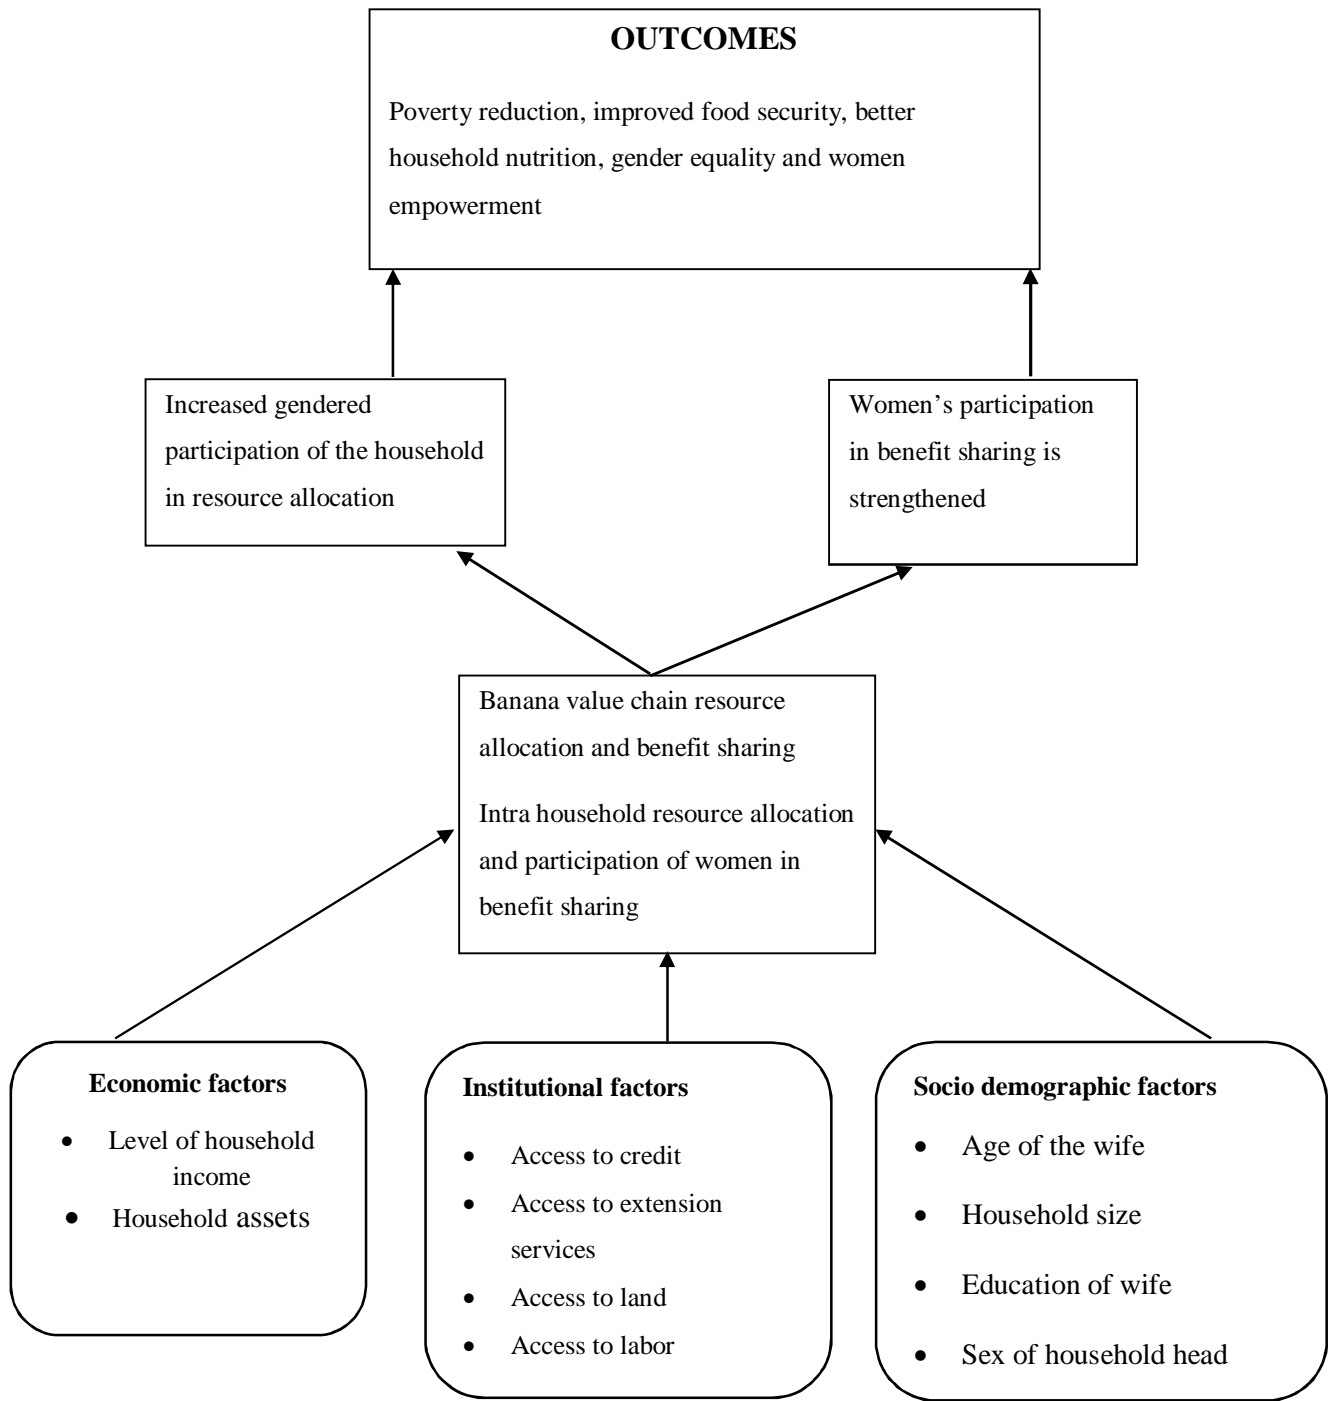 OUTCOMES
Poverty reduction, improved food security, better
household nutrition, gender equality and women
empowerment
Increased gendered
participation of the household
in resource allocation
Women’s participation
in benefit sharing is
strengthened
Banana value chain resource
allocation and benefit sharing
Intra household resource allocation
and participation of women in
benefit sharing
Economic factors
• Level of household
income
• Household assets
Institutional factors
• Access to credit
• Access to extension
services
• Access to land
• Access to labor
Socio demographic factors
• Age of the wife
• Household size
• Education of wife
• Sex of household head